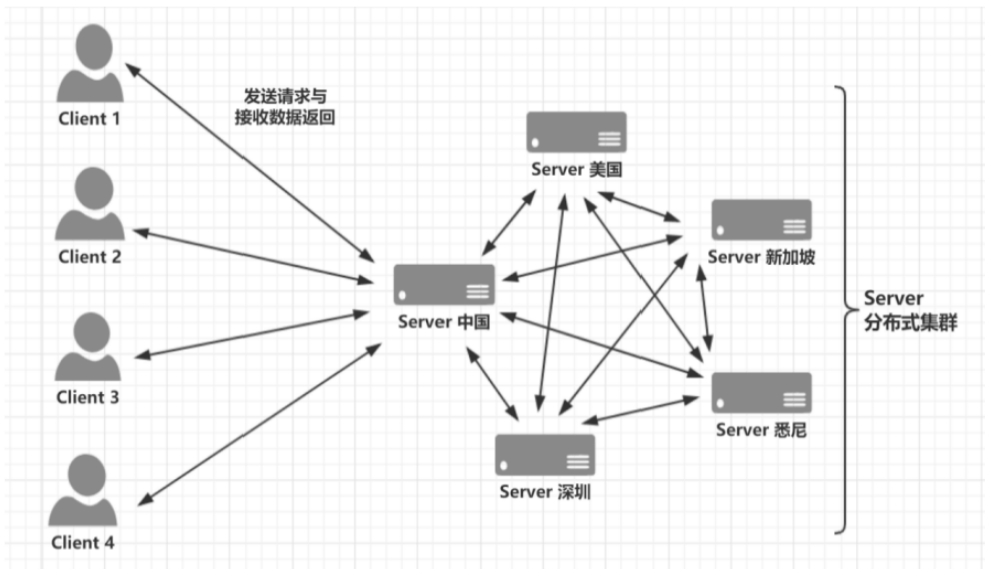 Client 1
发送请求与
接收数据返回
Server 美国
Client 2
Server 新加坡
Server 中国
Server
分布式集群
Client 3
Server 悉尼
Server 深圳
Client 4